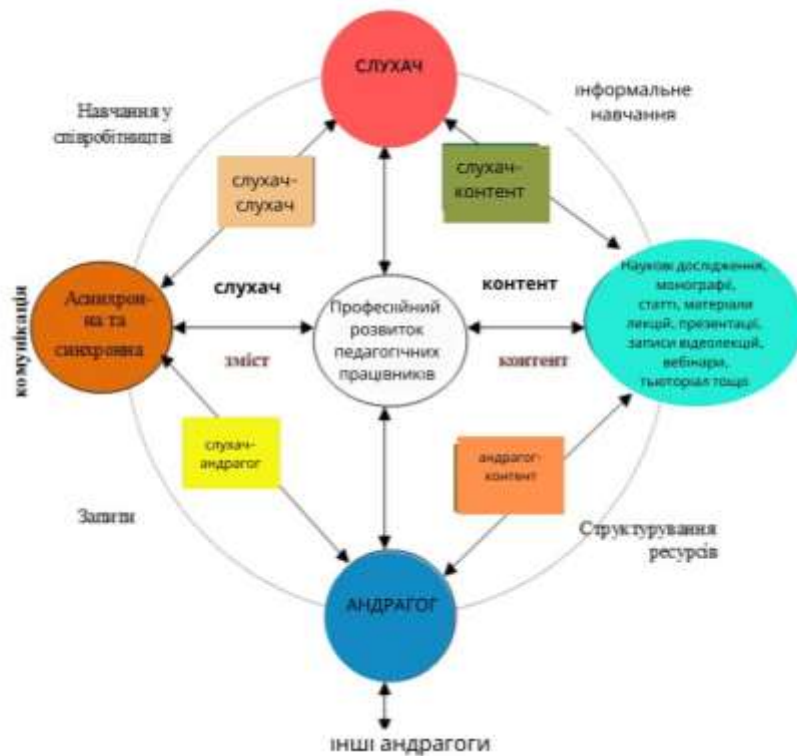 СЛУХАЧ
Навчання у
співробітництві
інформальне
навчання
слухач-
слухач
слухач-
контент
комунікація
Асинхрон-
на та
синхронна
слухач
зміст
Професійний
розвиток
педагогічних
працівників
контент
контент
Наукові дослідження,
монографії,
статті, матеріали
лекцій, презентації,
записи відеолекцій,
вебінари,
тьюторіал тощо
слухач-
андрагог
андрагог-
контент
Запити
Структурування
ресурсів
АНДРАГОГ
інші андрагоги